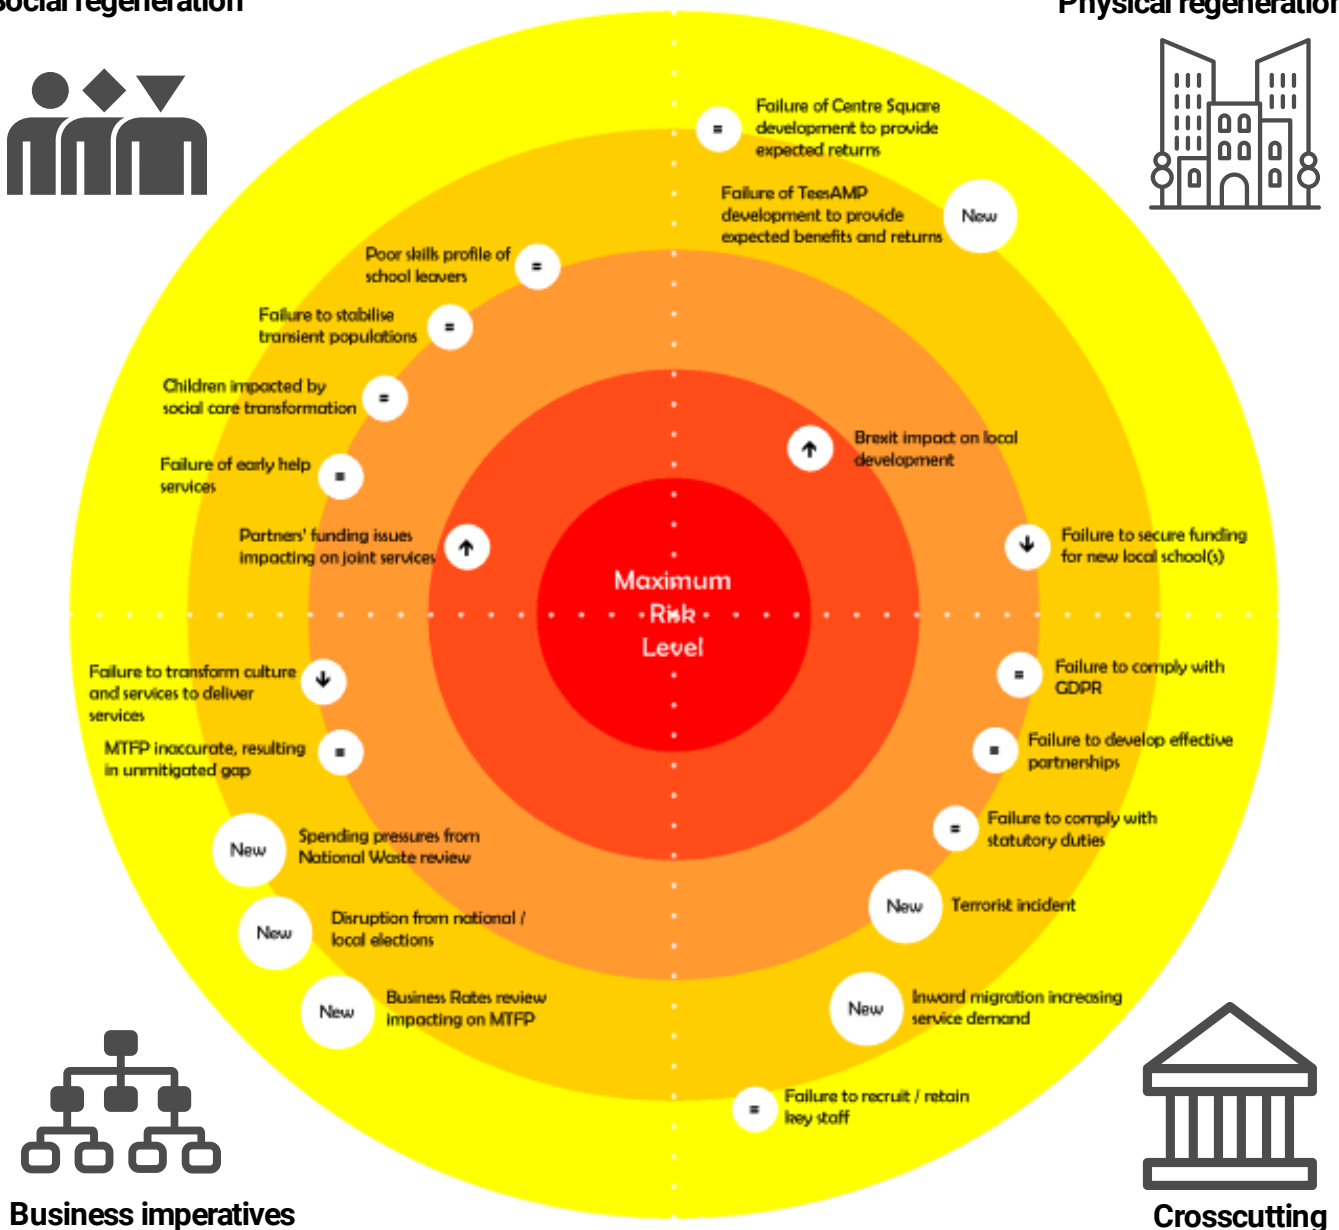 Social regeneration
Physical regeneration
=
Failure of Centre Square
development to provide
expected returns
Failure of TeesAMP
development to provide
expected benefits and returns
New
Poor skills profile of
school leavers
=
Failure to stabilise
transient populations
=
Children impacted by
social care transformation
=
Failure of early help
services
=
Partners' funding issues
impacting on joint services
↑
↑
Brexit impact on local
development
↓
Failure to secure funding
for new local school(s)
Maximum
Risk
Level
Failure to transform culture
and services to deliver
services
↓
MTFP inaccurate, resulting
in unmitigated gap
=
New
Spending pressures from
National Waste review
New
Disruption from national /
local elections
New
Business Rates review
impacting on MTFP
=
Failure to comply with
GDPR
=
Failure to develop effective
partnerships
=
Failure to comply with
statutory duties
New
Terrorist incident
New
Inward migration increasing
service demand
=
Failure to recruit / retain
key staff
Business imperatives
Crosscutting